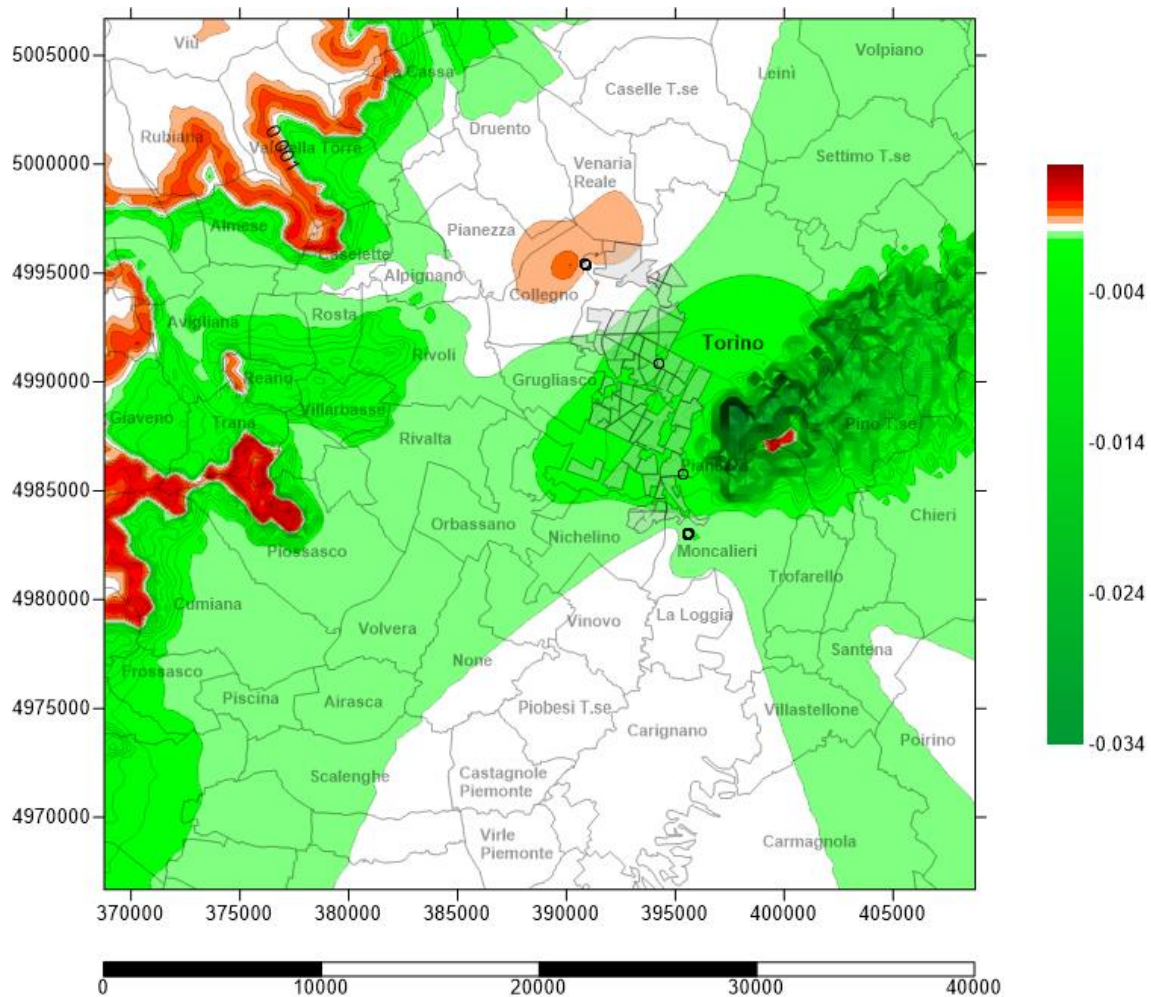 5005000
5000000
4995000
4990000
4985000
4980000
4975000
4970000
Viù
La Cassa
Volpiano
Leinì
Caselle T.se
Druento
Rubiana
0.001
Val della Torre
Settimo T.se
Venaria
Reale
Almese
Pianezza
Caselette
Alpignano
Collegno
Avigliana
Rosta
Rivoli
Torino
Grugliasco
Reano
Giaveno
Trana
Villarbasse
Rivalta
Pino T.se
Orbassano
Nichelino
Chieri
Piossasco
Moncalieri
Trofarello
Cumiana
Volvera
Vinovo
La Loggia
None
Santena
Frossasco
Piscina
Airasca
Piobesi T.se
Villastellone
Carignano
Poirino
Scalenghe
Castagnole
Piemonte
Virle
Piemonte
Carmagnola
370000 375000 380000 385000 390000 395000 400000 405000
0 10000 20000 30000 40000
-0.004
-0.014
-0.024
-0.034